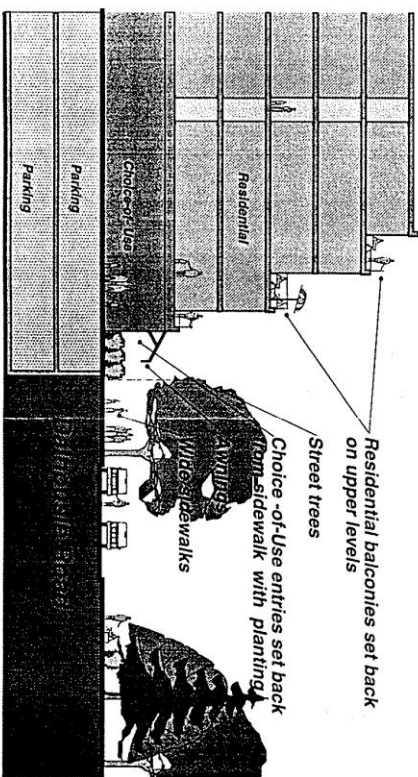 Residential balconies set back
on upper levels
Street trees
Choice -of-Use entries set back
from sidewalk with planting
Awnings
Wide sidewalks
Residential
Choice-of-Use
Parking
Parking